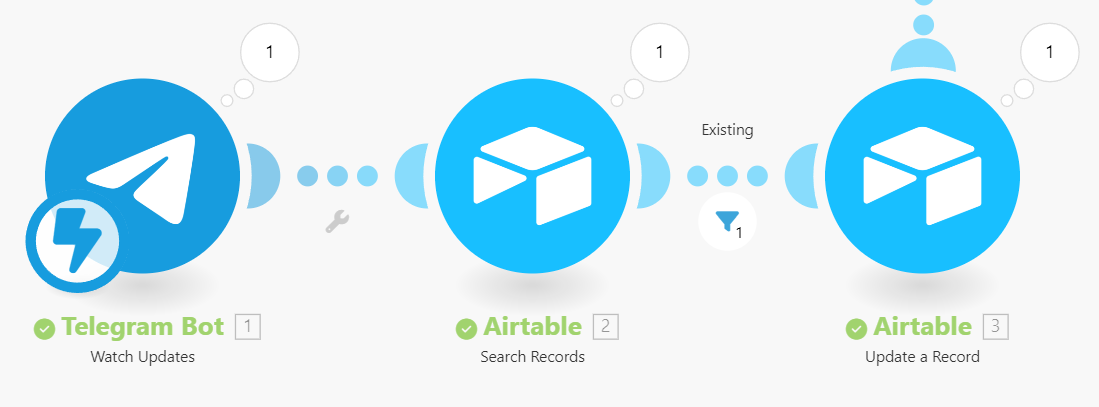 1
1
1
Existing
1
Telegram Bot 1
Watch Updates
Airtable 2
Search Records
Airtable 3
Update a Record